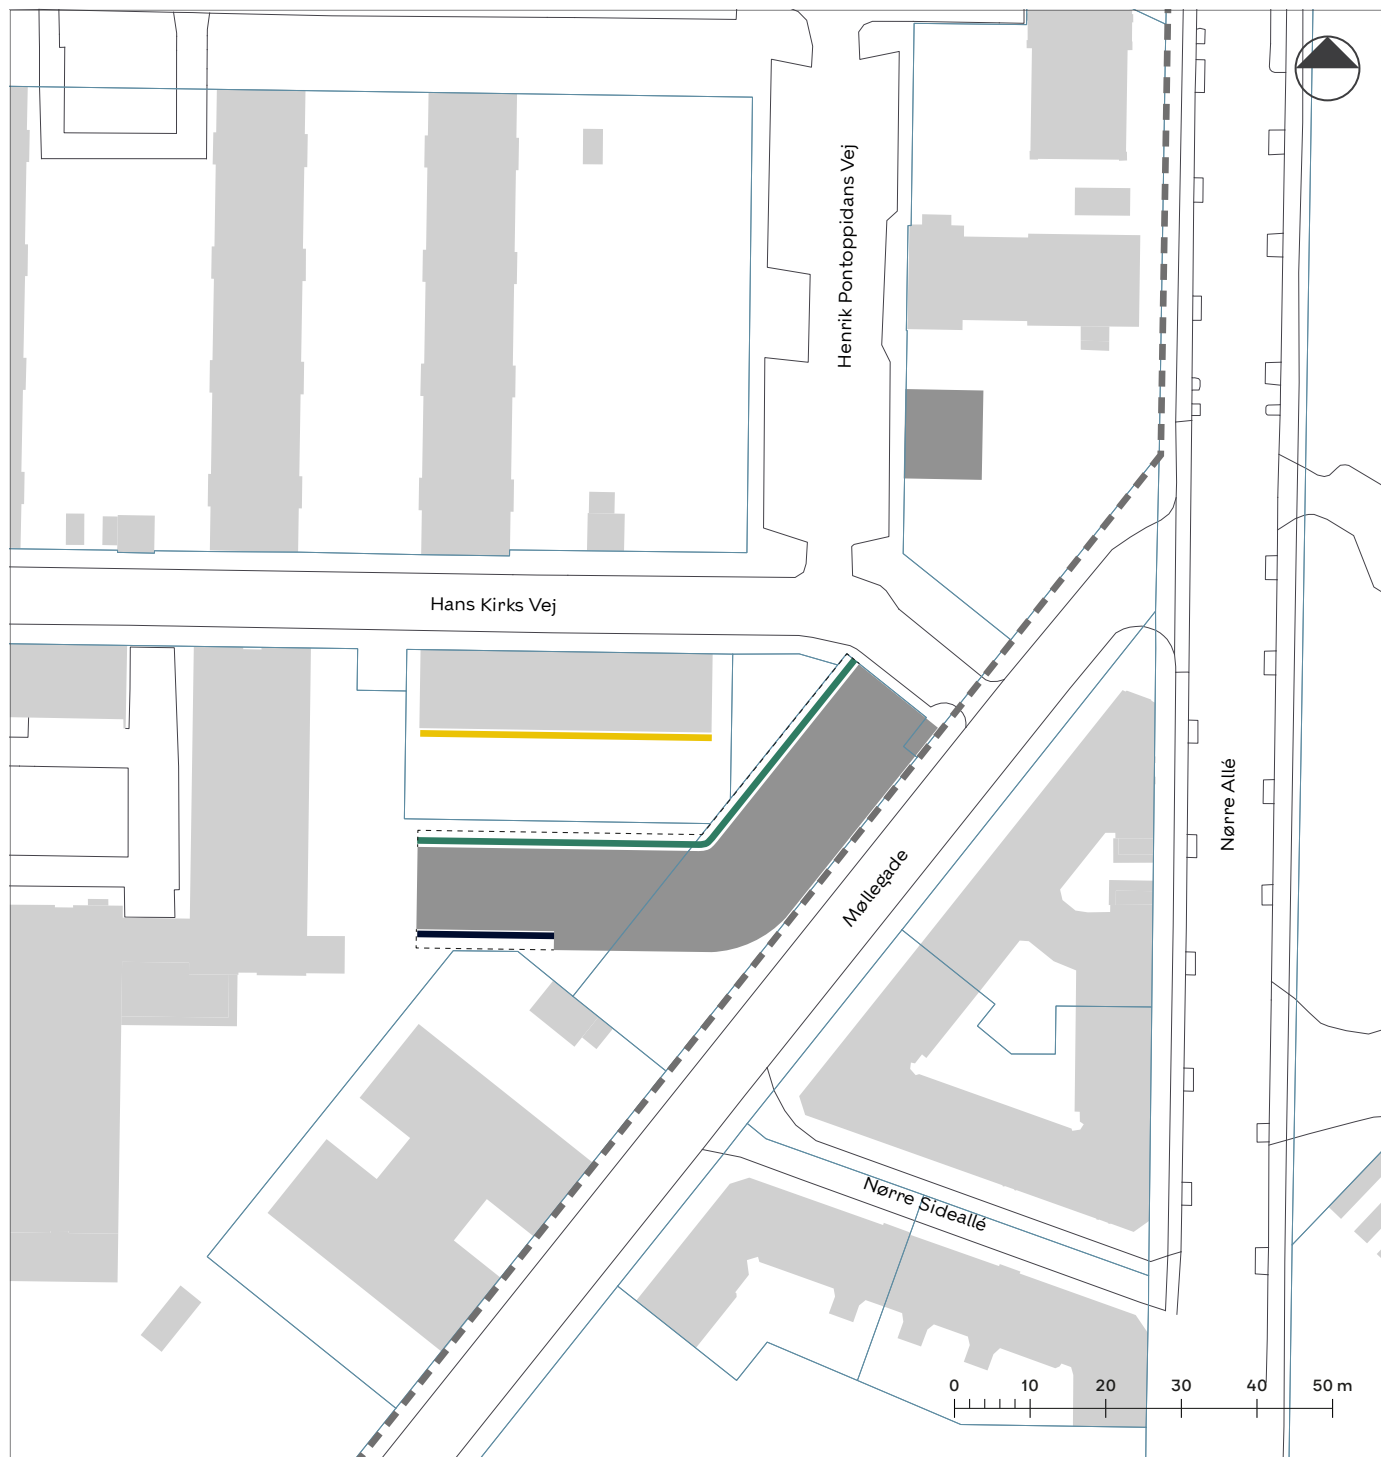 Henrik Pontoppidans Vej
Hans Kirks Vej
Nørre Allé
Møllegade
Nørre Sideallé
0 10 20 30 40 50 m